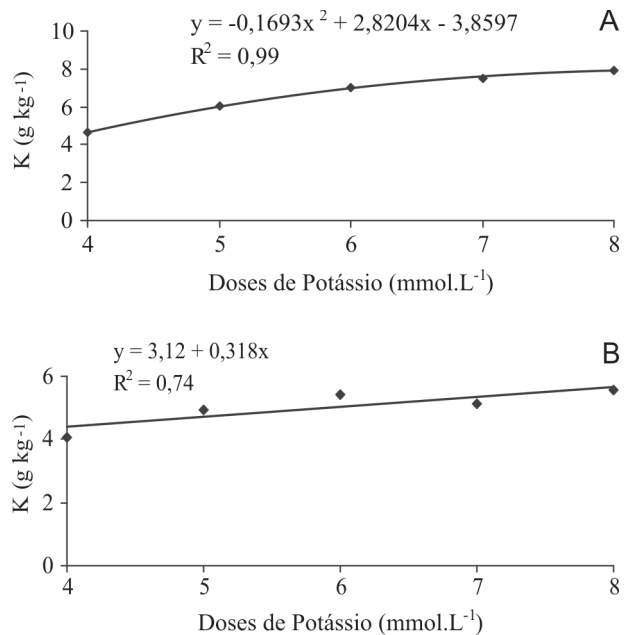 y = -0,1693x² + 2,8204x - 3,8597
A
R² = 0,99
10
8
6
4
2
0
K (g kg⁻¹)
4 5 6 7 8
Doses de Potássio (mmol.L⁻¹)
y = 3,12 + 0,318x
B
R² = 0,74
6
4
2
0
K (g kg⁻¹)
4 5 6 7 8
Doses de Potássio (mmol.L⁻¹)